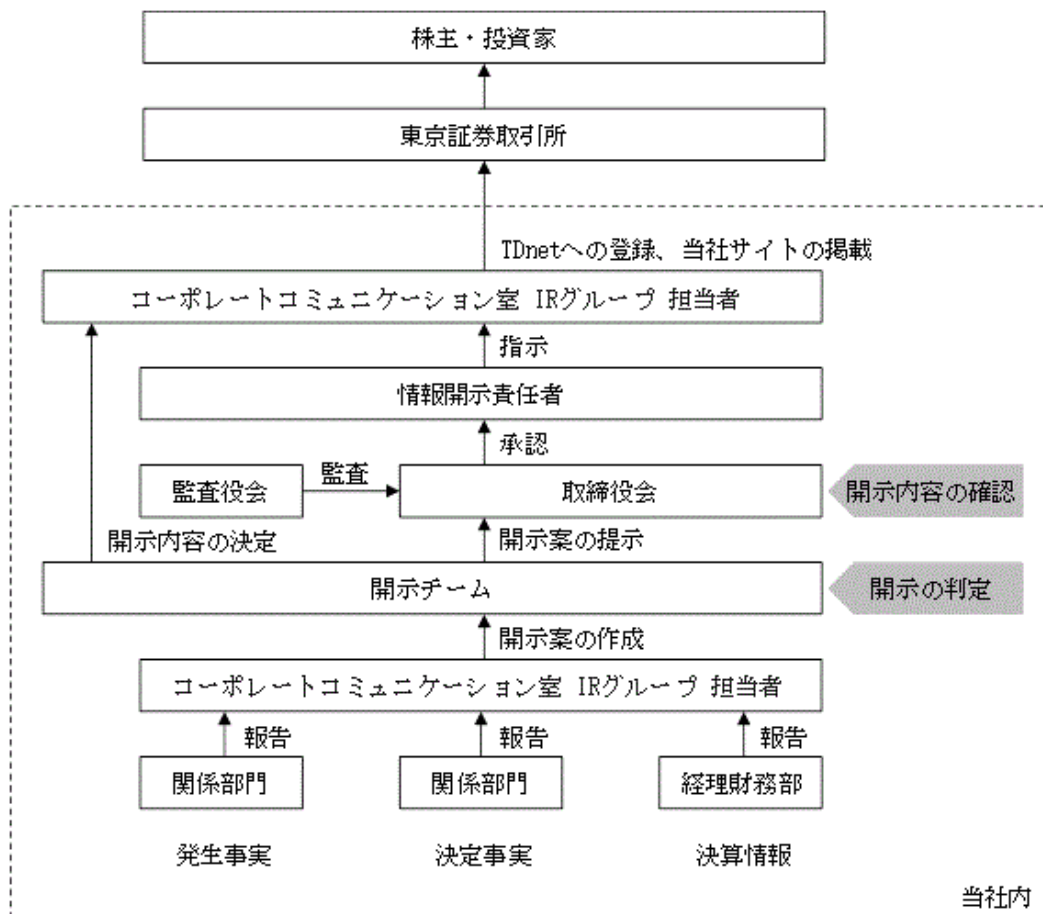 株主・投資家
東京証券取引所
TDnetへの登録、当社サイトの掲載
コーポレートコミュニケーション室 IRグループ 担当者
指示
情報開示責任者
承認
監査役会
監査
取締役会
開示内容の確認
開示内容の決定
開示案の提示
開示チーム
開示の判定
開示案の作成
コーポレートコミュニケーション室 IRグループ 担当者
報告
報告
報告
関係部門
関係部門
経理財務部
発生事実
決定事実
決算情報
当社内